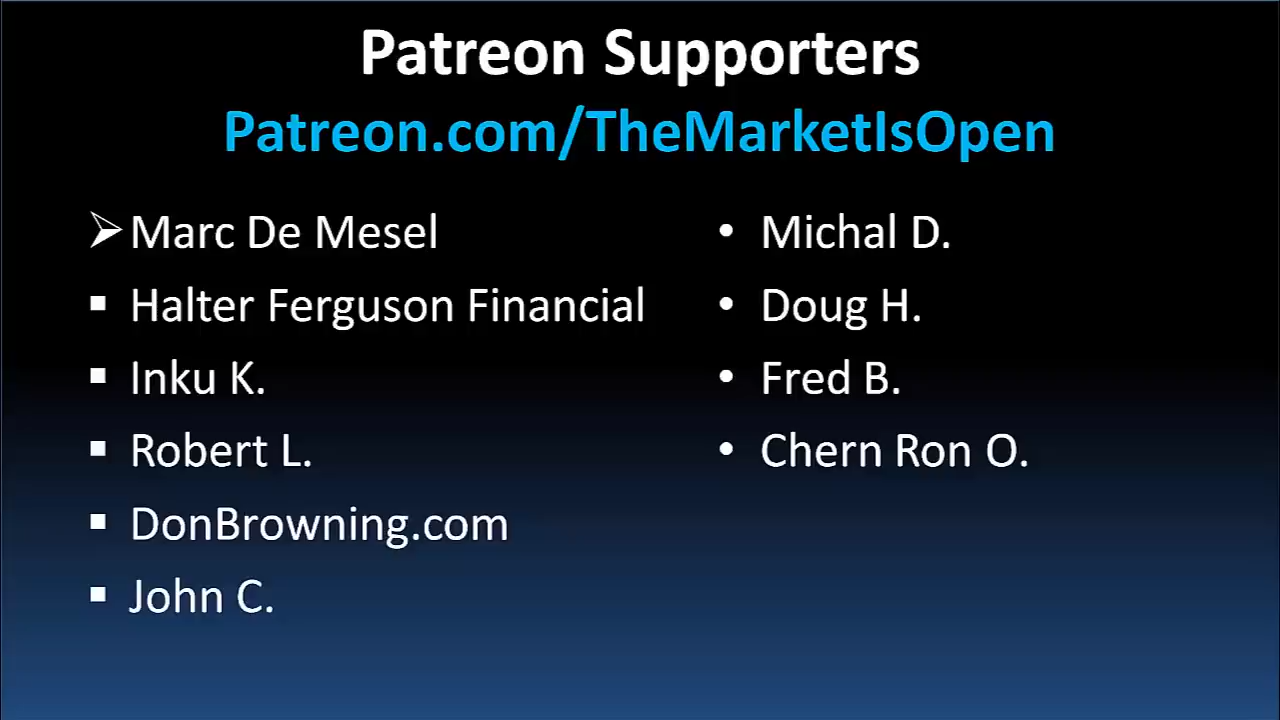 Patreon Supporters
Patreon.com/TheMarketIsOpen
➢ Marc De Mesel
▪ Halter Ferguson Financial
▪ Inku K.
▪ Robert L.
▪ DonBrowning.com
▪ John C.
• Michal D.
• Doug H.
• Fred B.
• Chern Ron O.